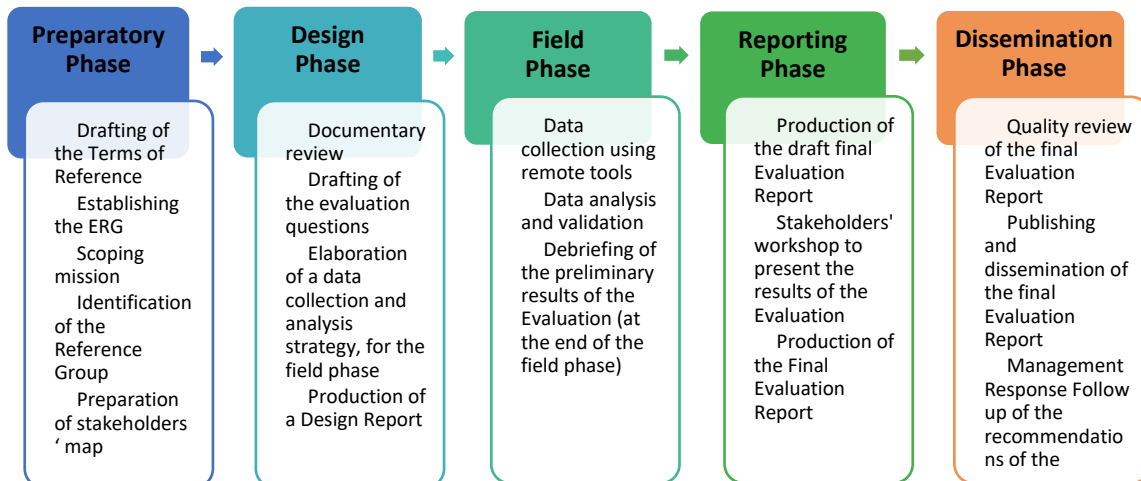 Preparatory
Phase
Drafting of
the Terms of
Reference
Establishing
the ERG
Scoping
mission
Identification
of the
Reference
Group
Preparation
of stakeholders
‘ map
Design
Phase
Documentary
review
Drafting of
the evaluation
questions
Elaboration
of a data
collection and
analysis
strategy, for the
field phase
Production of
a Design Report
Field
Phase
Data
collection using
remote tools
Data analysis
and validation
Debriefing of
the preliminary
results of the
Evaluation (at
the end of the
field phase)
Reporting
Phase
Production of
the draft final
Evaluation
Report
Stakeholders'
workshop to
present the
results of the
Evaluation
Production of
the Final
Evaluation
Report
Dissemination
Phase
Quality review
of the final
Evaluation
Report
Publishing
and
dissemination of
the final
Evaluation
Report
Management
Response Follow
up of the
recommendatio
ns of the